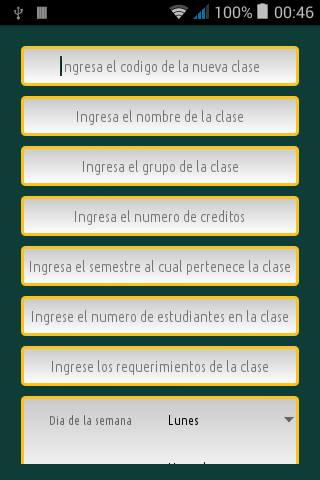 100% 00:46
Ingresa el codigo de la nueva clase
Ingresa el nombre de la clase
Ingresa el grupo de la clase
Ingresa el numero de creditos
Ingresa el semestre al cual pertenece la clase
Ingrese el numero de estudiantes en la clase
Ingrese los requerimientos de la clase
Dia de la semana Lunes